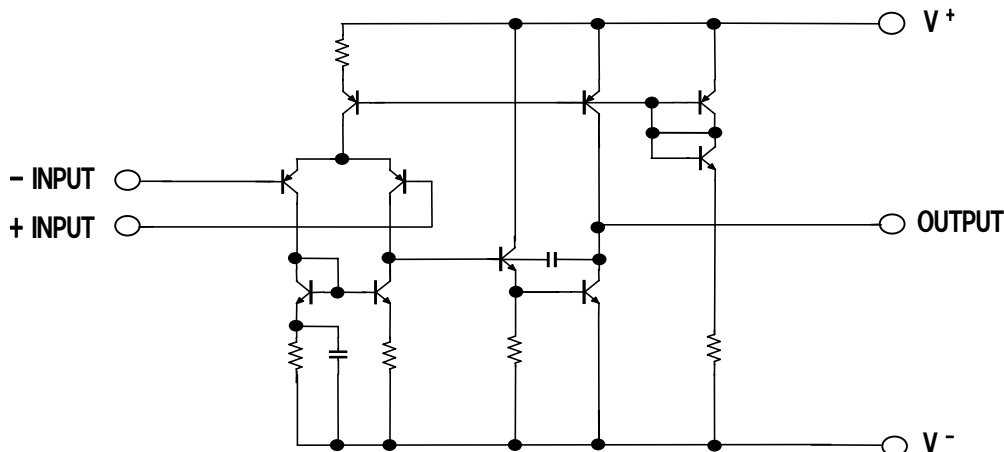 V+
- INPUT
+ INPUT
OUTPUT
V-